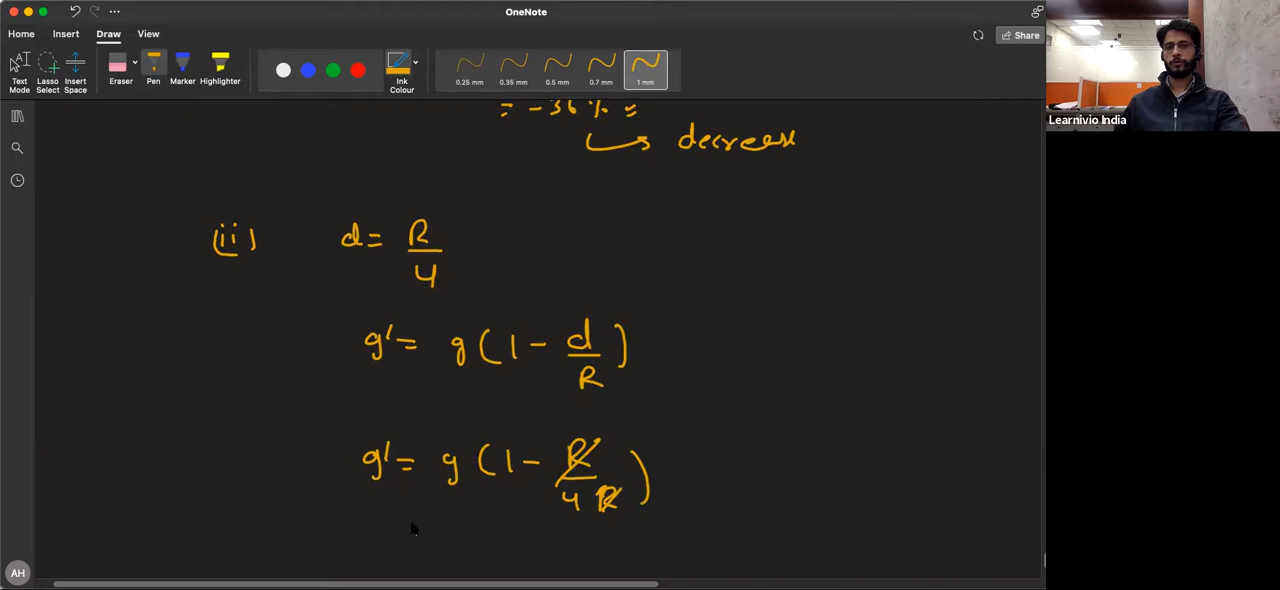 OneNote
Home Insert Draw View
Share
Text Mode Lasso Select Insert Space Eraser Pen Marker Highlighter Ink Colour 0.25 mm 0.35 mm 0.5 mm 0.7 mm 1 mm
Learnivio India
= -36 % =
↳ decrease
(ii) d = R/4
g' = g (1 - d/R)
g' = g (1 - R/4R)
AH